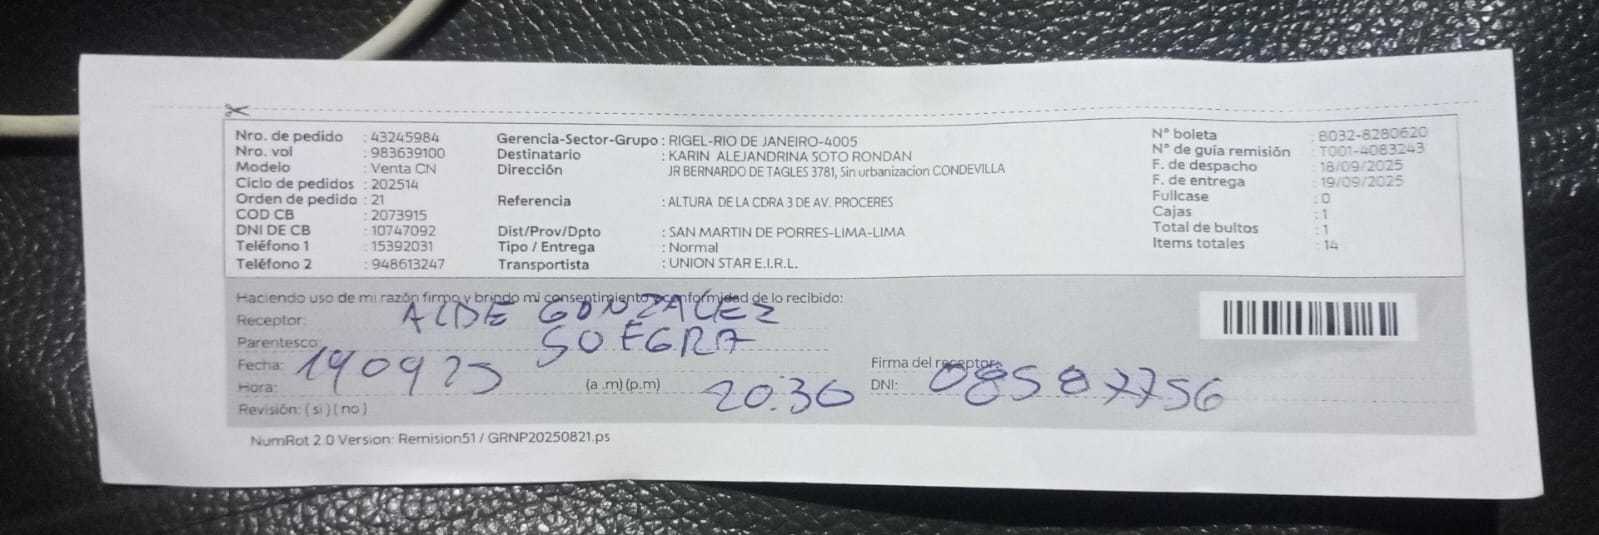 Nro. de pedido : 43245984
Nro. vol : 983639100
Modelo : Venta CN
Ciclo de pedidos : 202514
Orden de pedido : 21
COD CB : 2073915
DNI DE CB : 10747092
Teléfono 1 : 15392031
Teléfono 2 : 948613247
Gerencia-Sector-Grupo : RIGEL-RIO DE JANEIRO-4005
Destinatario : KARIN ALEJANDRINA SOTO RONDAN
Dirección JR BERNARDO DE TAGLES 3781, Sin urbanizacion CONDEVILLA
Referencia : ALTURA DE LA CDRA 3 DE AV. PROCERES
Dist/Prov/Dpto : SAN MARTIN DE PORRES-LIMA-LIMA
Tipo / Entrega : Normal
Transportista : UNION STAR E.I.R.L.
N° boleta : B032-8280620
N° de guía remisión : T001-4083243
F. de despacho : 18/09/2025
F. de entrega : 19/09/2025
Fullcase : 0
Cajas : 1
Total de bultos : 1
Items totales : 14
Haciendo uso de mi razón firmo y brindo mi consentimiento y conformidad de lo recibido:
Receptor: GONZALEZ
Parentesco: SUEGRA
Fecha: 190925
Hora: (a .m) (p.m) 20.30
Revisión: ( si ) ( no )
Firma del receptor:
DNI: 08587756
NumRot 2.0 Version: Remision51 / GRNP20250821.ps